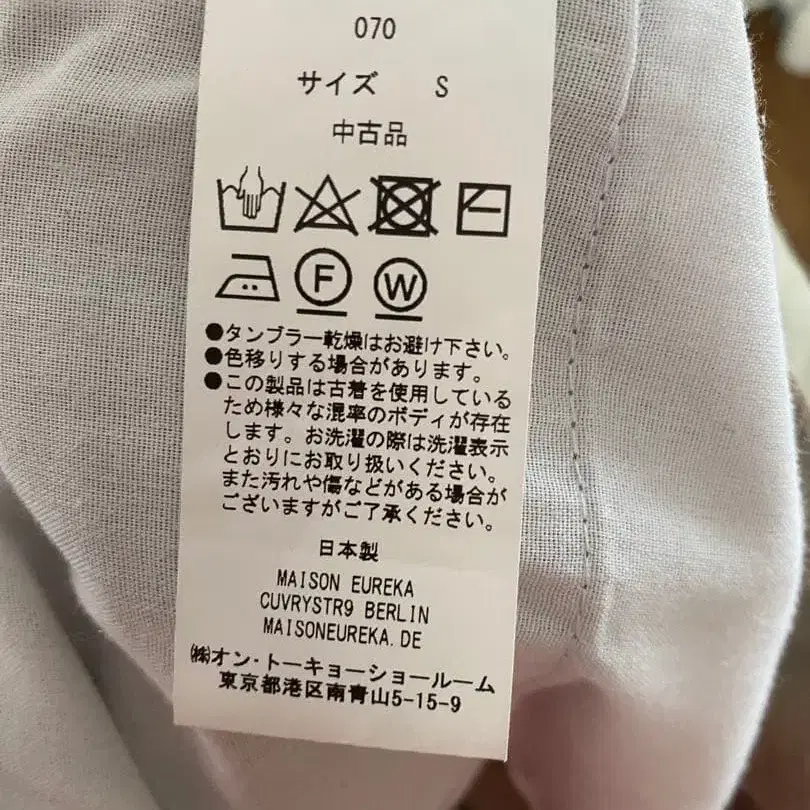 070
サイズ S
中古品
F W
●タンブラー乾燥はお避け下さい。
●色移りする場合があります。
●この製品は古着を使用している
ため様々な混率のボディが存在
します。お洗濯の際は洗濯表示
とおりにお取り扱いください。
また汚れや傷などがある場合が
ございますがご了承ください。
日本製
MAISON EUREKA
CUVRYSTR9 BERLIN
MAISONEUREKA.DE
㈱オン・トーキョーショールーム
東京都港区南青山5-15-9